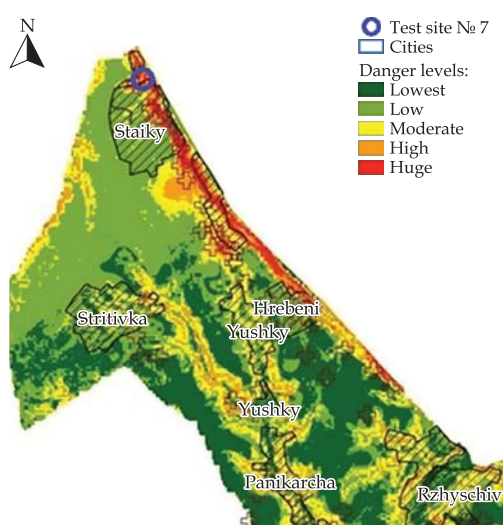 N
Test site № 7
Cities
Danger levels:
Lowest
Low
Moderate
High
Huge
Staiky
Stritivka
Hrebeni
Yushky
Yushky
Panikarcha
Rzhyschiv